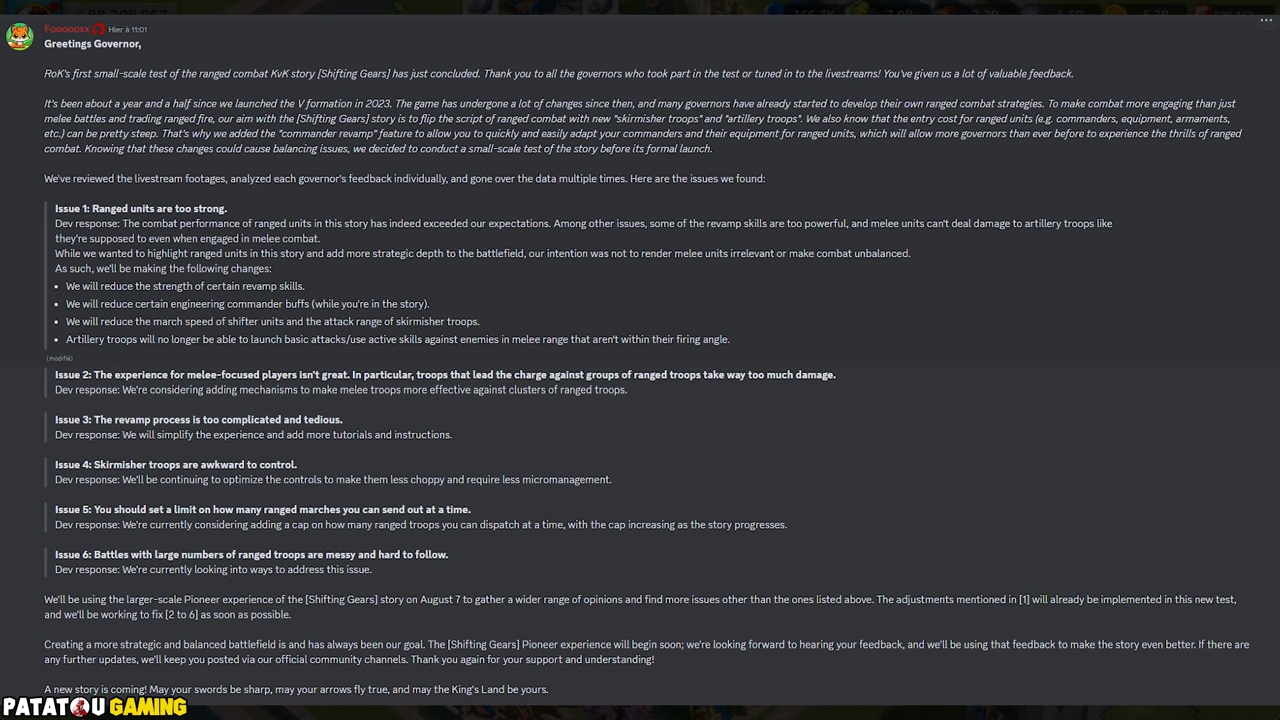 Foooooxx Hier à 11:01
Greetings Governor,
RoK's first small-scale test of the ranged combat KvK story [Shifting Gears] has just concluded. Thank you to all the governors who took part in the test or tuned in to the livestreams! You've given us a lot of valuable feedback.
It's been about a year and a half since we launched the V formation in 2023. The game has undergone a lot of changes since then, and many governors have already started to develop their own ranged combat strategies. To make combat more engaging than just
melee battles and trading ranged fire, our aim with the [Shifting Gears] story is to flip the script of ranged combat with new "skirmisher troops" and "artillery troops". We also know that the entry cost for ranged units (e.g. commanders, equipment, armaments,
etc.) can be pretty steep. That's why we added the "commander revamp" feature to allow you to quickly and easily adapt your commanders and their equipment for ranged units, which will allow more governors than ever before to experience the thrills of ranged
combat. Knowing that these changes could cause balancing issues, we decided to conduct a small-scale test of the story before its formal launch.
We've reviewed the livestream footages, analyzed each governor's feedback individually, and gone over the data multiple times. Here are the issues we found:
Issue 1: Ranged units are too strong.
Dev response: The combat performance of ranged units in this story has indeed exceeded our expectations. Among other issues, some of the revamp skills are too powerful, and melee units can't deal damage to artillery troops like
they're supposed to even when engaged in melee combat.
While we wanted to highlight ranged units in this story and add more strategic depth to the battlefield, our intention was not to render melee units irrelevant or make combat unbalanced.
As such, we'll be making the following changes:
• We will reduce the strength of certain revamp skills.
• We will reduce certain engineering commander buffs (while you're in the story).
• We will reduce the march speed of shifter units and the attack range of skirmisher troops.
• Artillery troops will no longer be able to launch basic attacks/use active skills against enemies in melee range that aren't within their firing angle.
(modifié)
Issue 2: The experience for melee-focused players isn't great. In particular, troops that lead the charge against groups of ranged troops take way too much damage.
Dev response: We're considering adding mechanisms to make melee troops more effective against clusters of ranged troops.
Issue 3: The revamp process is too complicated and tedious.
Dev response: We will simplify the experience and add more tutorials and instructions.
Issue 4: Skirmisher troops are awkward to control.
Dev response: We'll be continuing to optimize the controls to make them less choppy and require less micromanagement.
Issue 5: You should set a limit on how many ranged marches you can send out at a time.
Dev response: We're currently considering adding a cap on how many ranged troops you can dispatch at a time, with the cap increasing as the story progresses.
Issue 6: Battles with large numbers of ranged troops are messy and hard to follow.
Dev response: We're currently looking into ways to address this issue.
We'll be using the larger-scale Pioneer experience of the [Shifting Gears] story on August 7 to gather a wider range of opinions and find more issues other than the ones listed above. The adjustments mentioned in [1] will already be implemented in this new test,
and we'll be working to fix [2 to 6] as soon as possible.
Creating a more strategic and balanced battlefield is and has always been our goal. The [Shifting Gears] Pioneer experience will begin soon; we're looking forward to hearing your feedback, and we'll be using that feedback to make the story even better. If there are
any further updates, we'll keep you posted via our official community channels. Thank you again for your support and understanding!
A new story is coming! May your swords be sharp, may your arrows fly true, and may the King's Land be yours.
PATATOU GAMING